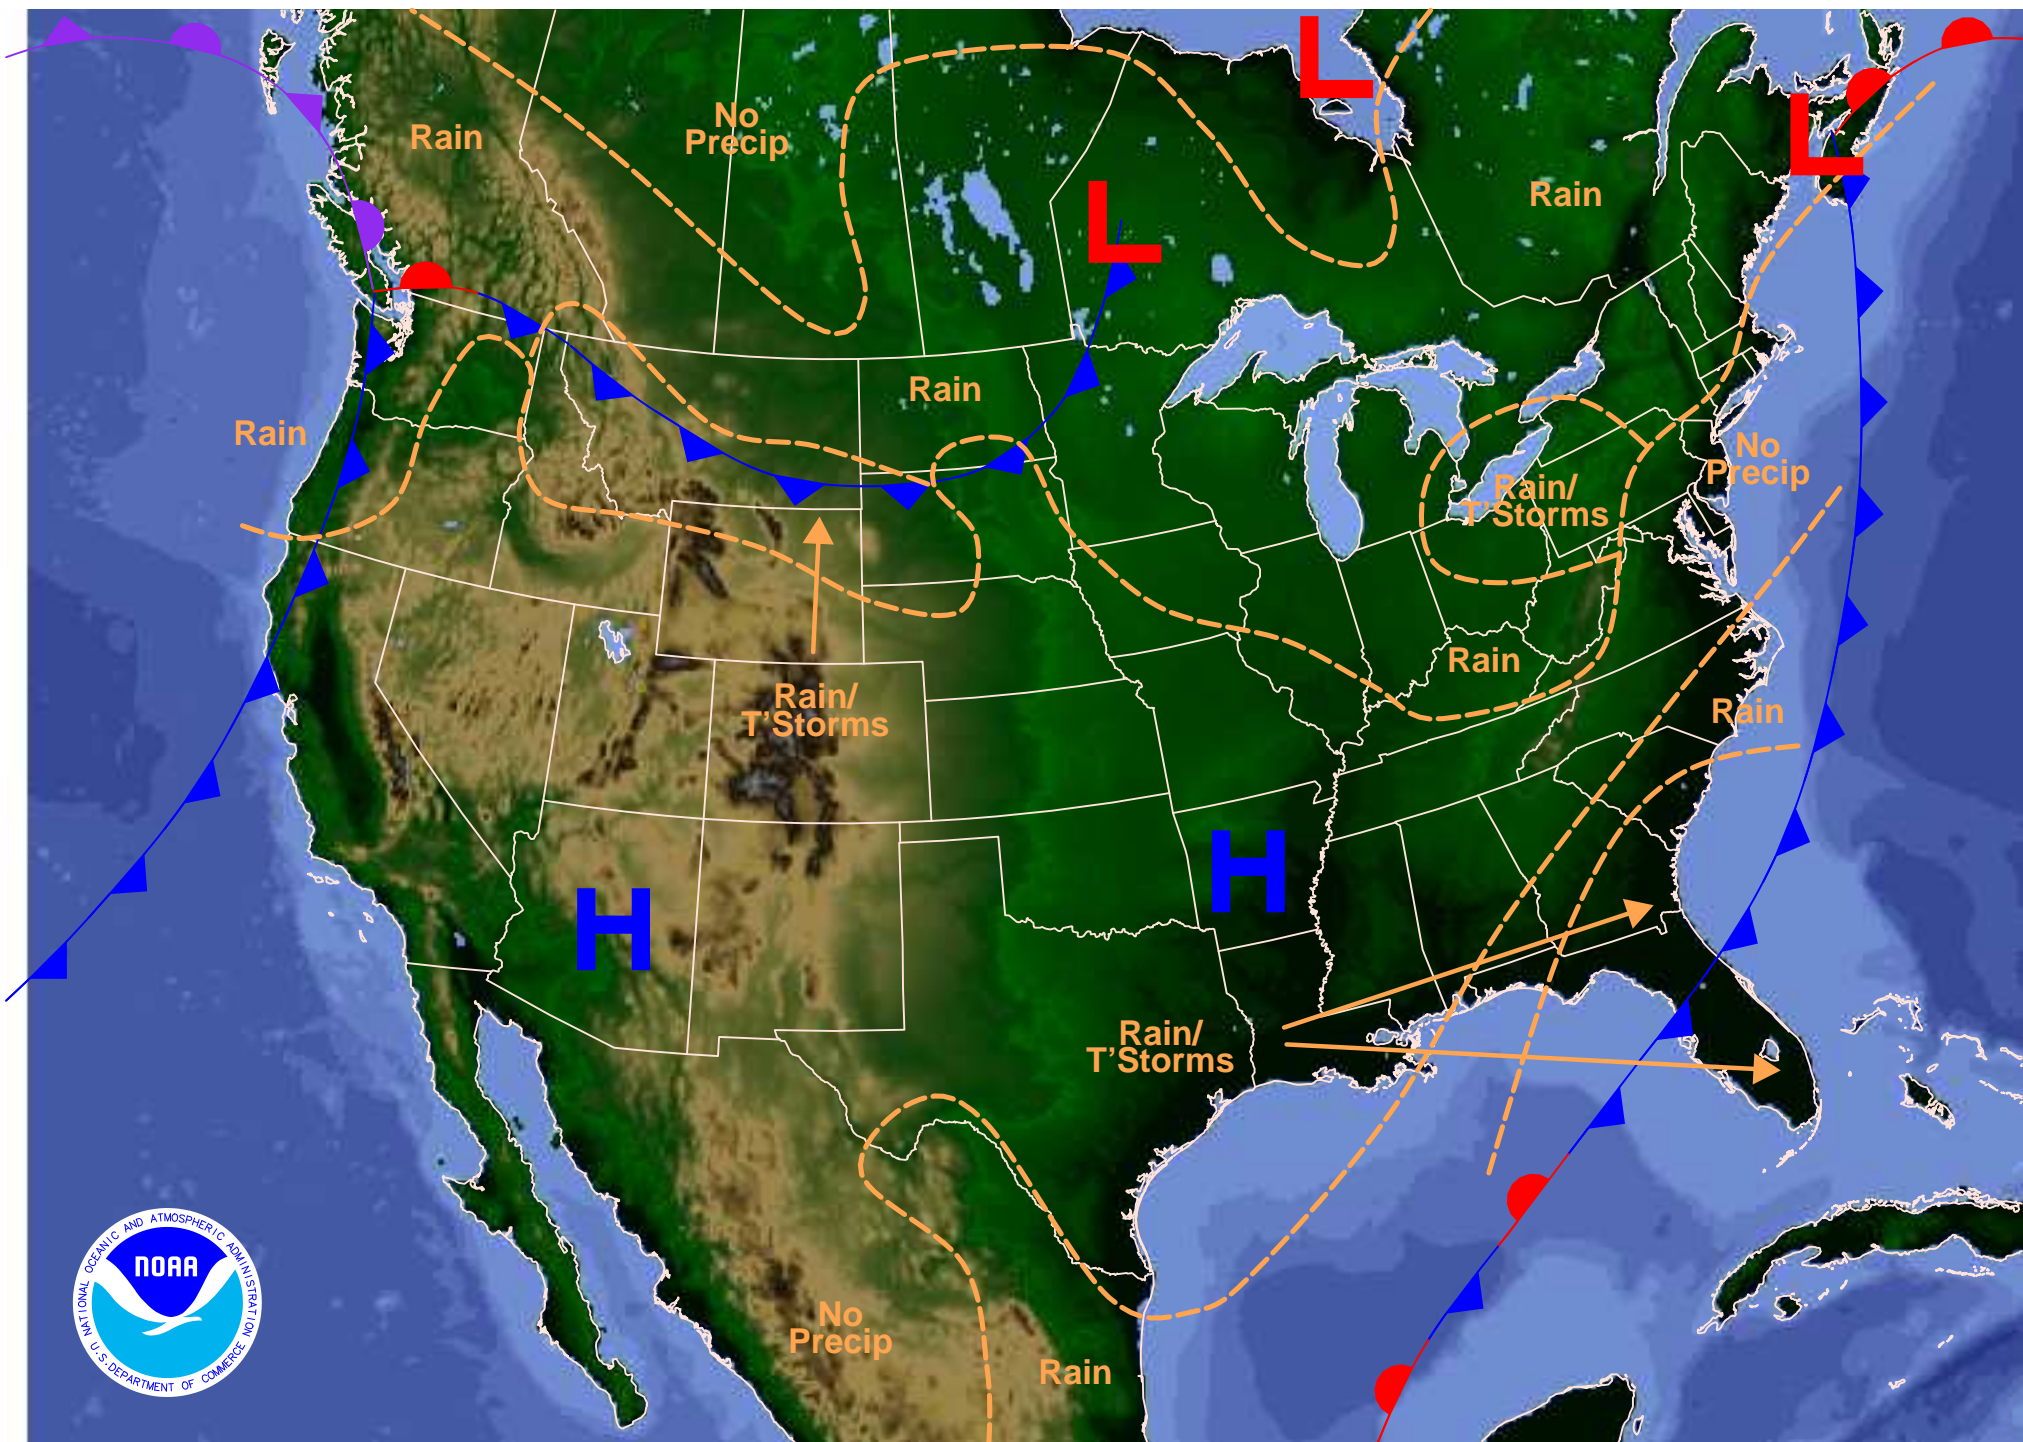 L
L
No
Precip
Rain
L
Rain
Rain
Rain
No
Precip
Rain/
T'Storms
Rain
Rain/
T'Storms
Rain
H
H
Rain/
T'Storms
NOAA
NATIONAL OCEANIC AND ATMOSPHERIC ADMINISTRATION
U.S. DEPARTMENT OF COMMERCE
No
Precip
Rain